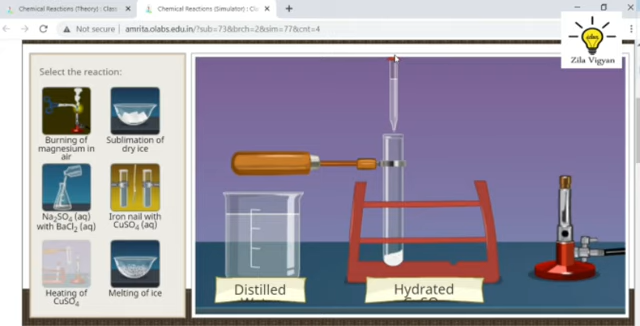 Chemical Reactions (Theory) : Class
Chemical Reactions (Simulator) : Cl
Not secure | amrita.olabs.edu.in/?sub=73&brch=2&sim=77&cnt=4
Zila Vigyan
Select the reaction:
Burning of
magnesium in
air
Sublimation of
dry ice
Na₂SO₄ (aq)
with BaCl₂ (aq)
Iron nail with
CuSO₄ (aq)
Heating of
CuSO₄
Melting of ice
Distilled
Hydrated